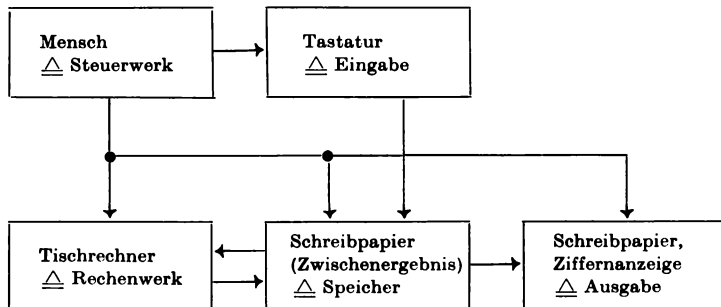 Mensch
≙ Steuerwerk
Tastatur
≙ Eingabe
Tischrechner
≙ Rechenwerk
Schreibpapier
(Zwischenergebnis)
≙ Speicher
Schreibpapier,
Ziffernanzeige
≙ Ausgabe